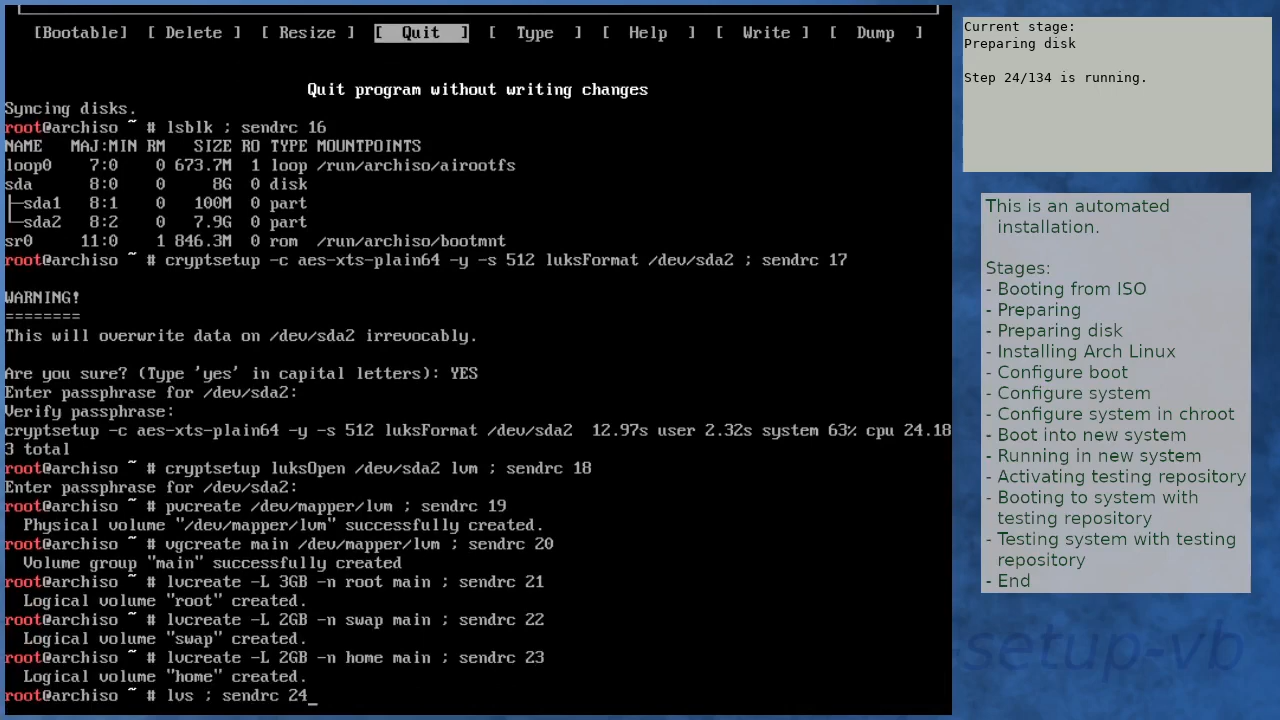 [Bootable] [ Delete ] [ Resize ] [ Quit ] [ Type ] [ Help ] [ Write ] [ Dump ]
Quit program without writing changes
Syncing disks.
root@archiso ~ # lsblk ; sendrc 16
NAME   MAJ:MIN RM   SIZE RO TYPE MOUNTPOINTS
loop0    7:0    0 673.7M  1 loop /run/archiso/airootfs
sda      8:0    0     8G  0 disk
├─sda1   8:1    0   100M  0 part
└─sda2   8:2    0   7.9G  0 part
sr0     11:0    1 846.3M  0 rom  /run/archiso/bootmnt
root@archiso ~ # cryptsetup -c aes-xts-plain64 -y -s 512 luksFormat /dev/sda2 ; sendrc 17
WARNING!
========
This will overwrite data on /dev/sda2 irrevocably.
Are you sure? (Type 'yes' in capital letters): YES
Enter passphrase for /dev/sda2:
Verify passphrase:
cryptsetup -c aes-xts-plain64 -y -s 512 luksFormat /dev/sda2  12.97s user 2.32s system 63% cpu 24.18
3 total
root@archiso ~ # cryptsetup luksOpen /dev/sda2 lvm ; sendrc 18
Enter passphrase for /dev/sda2:
root@archiso ~ # pvcreate /dev/mapper/lvm ; sendrc 19
  Physical volume "/dev/mapper/lvm" successfully created.
root@archiso ~ # vgcreate main /dev/mapper/lvm ; sendrc 20
  Volume group "main" successfully created
root@archiso ~ # lvcreate -L 3GB -n root main ; sendrc 21
  Logical volume "root" created.
root@archiso ~ # lvcreate -L 2GB -n swap main ; sendrc 22
  Logical volume "swap" created.
root@archiso ~ # lvcreate -L 2GB -n home main ; sendrc 23
  Logical volume "home" created.
root@archiso ~ # lvs ; sendrc 24_
Current stage:
Preparing disk
Step 24/134 is running.
This is an automated
installation.
Stages:
- Booting from ISO
- Preparing
- Preparing disk
- Installing Arch Linux
- Configure boot
- Configure system
- Configure system in chroot
- Boot into new system
- Running in new system
- Activating testing repository
- Booting to system with
testing repository
- Testing system with testing
repository
- End
-setup-vb